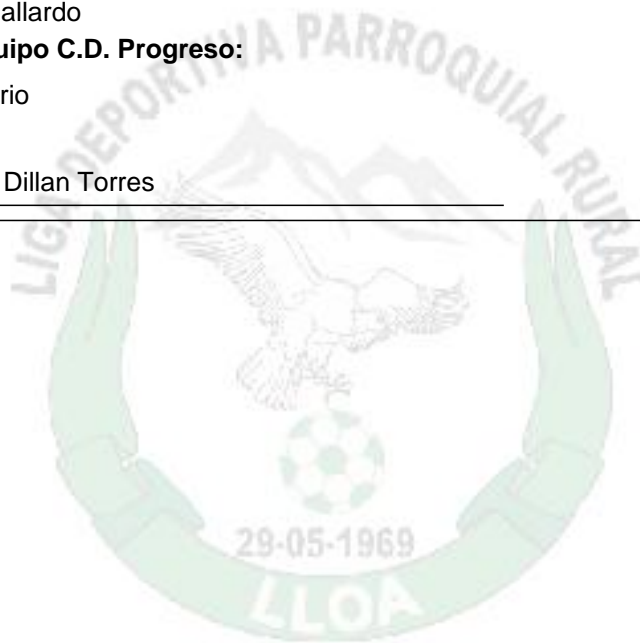 allardo
uipo C.D. Progreso:
rio
Dillan Torres
LIGA DEPORTIVA PARROQUIAL RURAL
29-05-1969
LLOA